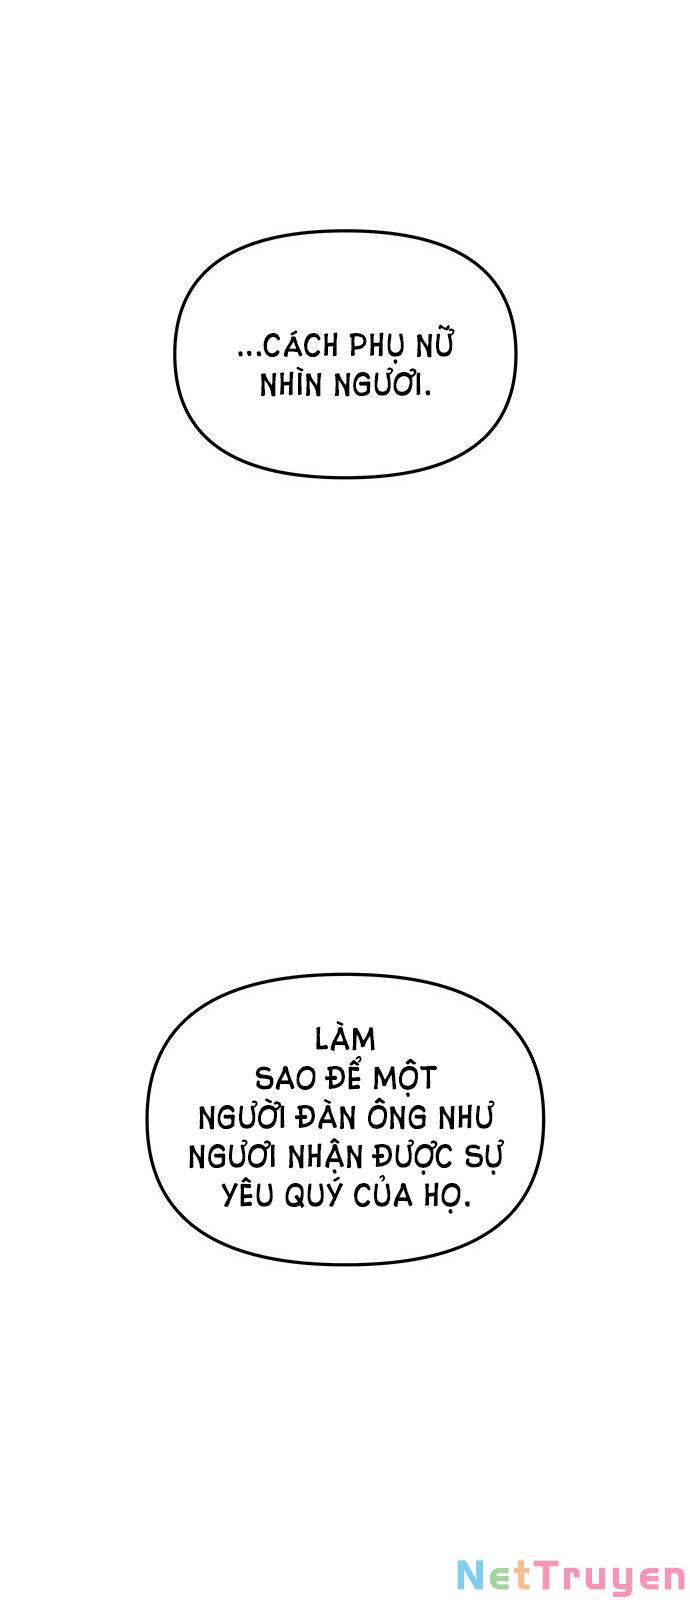 ...CÁCH PHỤ NỮ
NHÌN NGƯƠI.
LÀM
SAO ĐỂ MỘT
NGƯỜI ĐÀN ÔNG NHƯ
NGƯƠI NHẬN ĐƯỢC SỰ
YÊU QUÝ CỦA HỌ.
NetTruyen